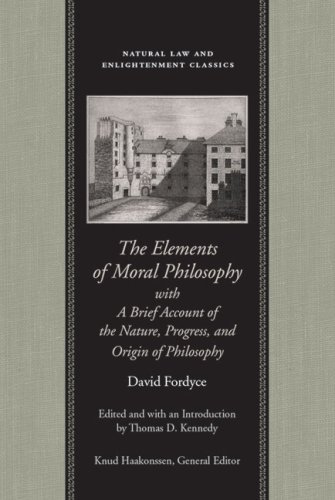 NATURAL LAW AND
ENLIGHTENMENT CLASSICS
The Elements
of Moral Philosophy
with
A Brief Account of
the Nature, Progress, and
Origin of Philosophy
David Fordyce
Edited and with an Introduction
by Thomas D. Kennedy
Knud Haakonssen, General Editor